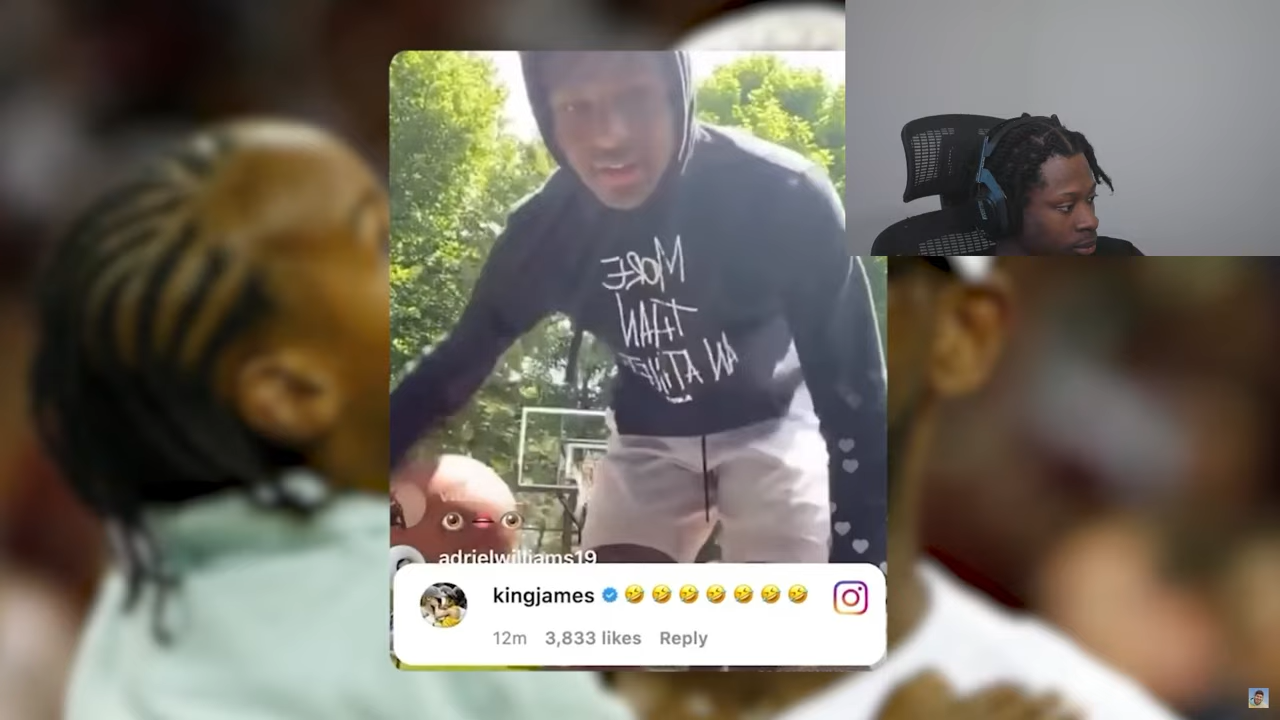 MORE
THAN
AN ATHLETE
adrielwilliams19
kingjames
12m 3,833 likes Reply